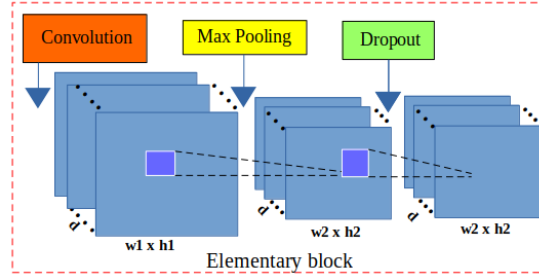 Convolution
Max Pooling
Dropout
d
d
d
w1 x h1
w2 x h2
w2 x h2
Elementary block